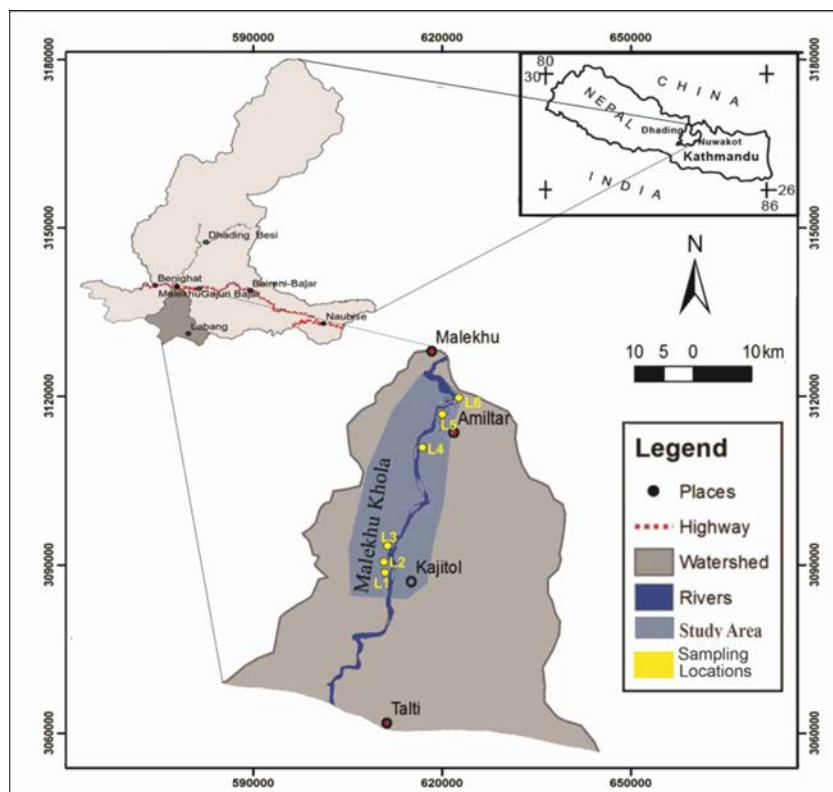 590000
620000
650000
3180000
3150000
3120000
3090000
3060000
80
30
CHINA
NEPAL
Dhading
Nuwakot
Kathmandu
INDIA
26
86
Dhading Besi
Benighat
Malekhu
Gajuri Bajar
Baireni-Bajar
Naubise
Labang
N
10 5 0 10 km
Malekhu
L6
L5
Amiltar
L4
Malekhu Khola
L3
L2
L1
Kajitol
Talti
Legend
Places
Highway
Watershed
Rivers
Study Area
Sampling
Locations
3180000
3150000
3120000
3090000
3060000
590000
620000
650000